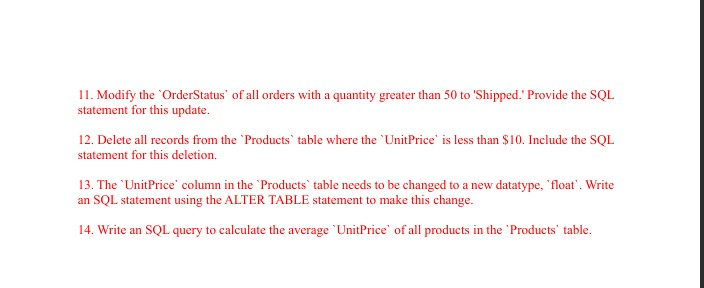 11. Modify the `OrderStatus` of all orders with a quantity greater than 50 to 'Shipped.' Provide the SQL
statement for this update.
12. Delete all records from the `Products` table where the `UnitPrice` is less than $10. Include the SQL
statement for this deletion.
13. The `UnitPrice` column in the `Products` table needs to be changed to a new datatype, `float`. Write
an SQL statement using the ALTER TABLE statement to make this change.
14. Write an SQL query to calculate the average `UnitPrice` of all products in the `Products` table.